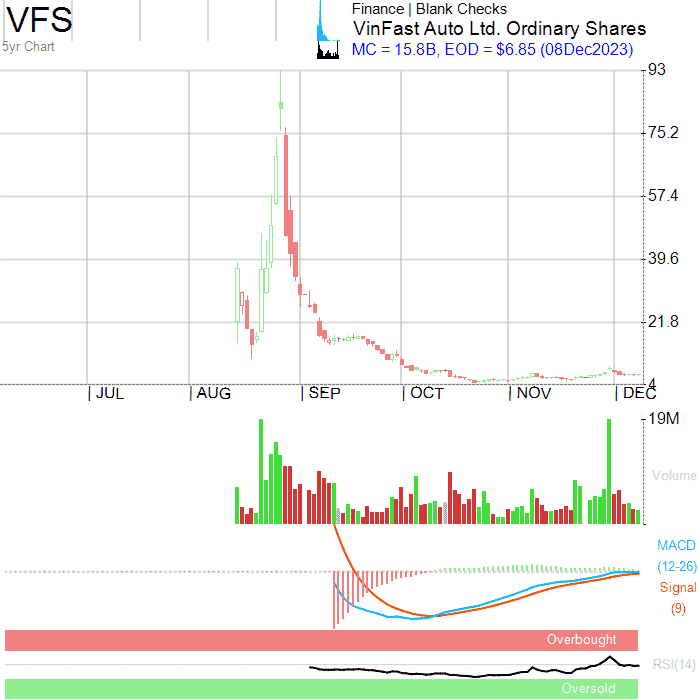 VFS
5yr Chart
Finance | Blank Checks
VinFast Auto Ltd. Ordinary Shares
MC = 15.8B, EOD = $6.85 (08Dec2023)
93
75.2
57.4
39.6
21.8
4
JUL AUG SEP OCT NOV DEC
19M
Volume
MACD
(12-26)
Signal
(9)
Overbought
RSI(14)
Oversold